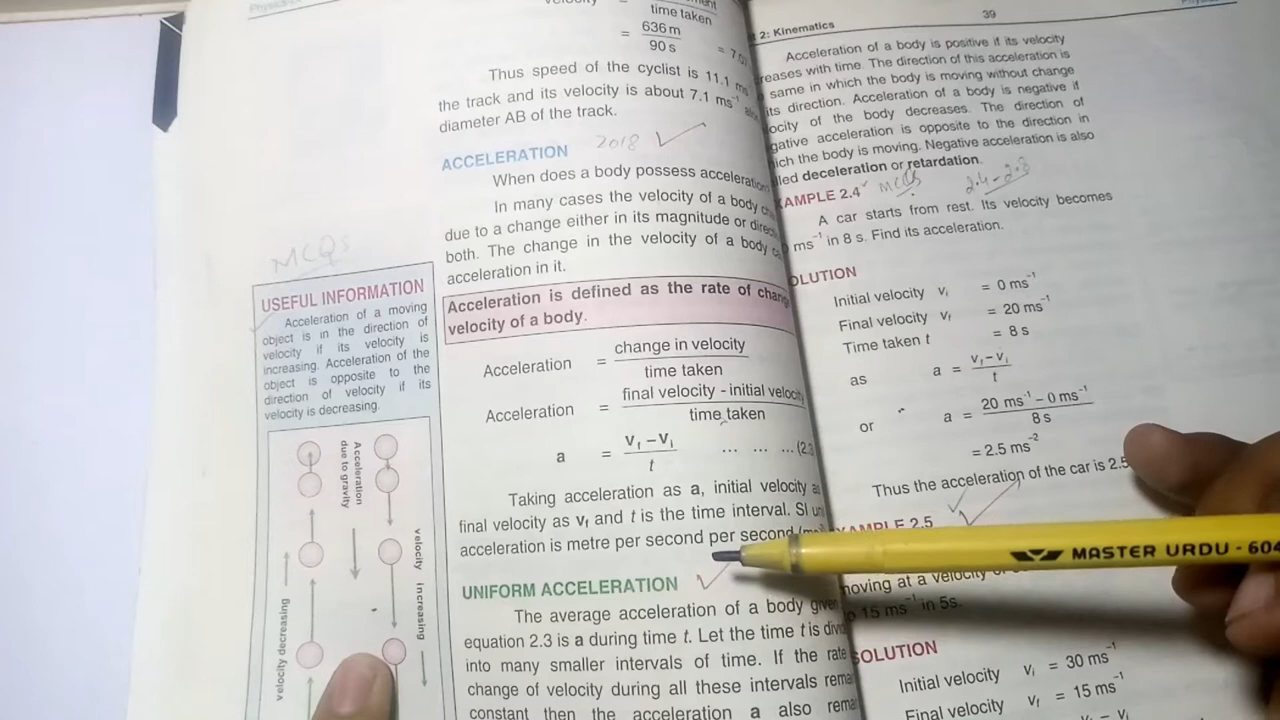 time taken
= 636 m
90 s
= 7.0
Thus speed of the cyclist is 11.1 ms
the track and its velocity is about 7.1 ms⁻¹
diameter AB of the track.
ACCELERATION 2018
When does a body possess acceleration
In many cases the velocity of a body
due to a change either in its magnitude or
both. The change in the velocity of a body
acceleration in it.
Acceleration is defined as the rate of
velocity of a body.
Acceleration = change in velocity
time taken
Acceleration = final velocity - initial velocity
time taken
a = vf – vi
t
... ... ... (2.3
Taking acceleration as a, initial velocity
final velocity as vf and t is the time interval. SI
acceleration is metre per second per second
UNIFORM ACCELERATION
The average acceleration of a body
equation 2.3 is a during time t. Let the time t is
into many smaller intervals of time. If the rate
change of velocity during all these intervals
constant then the acceleration a also
MCQS
USEFUL INFORMATION
Acceleration of a moving
object is in the direction of
velocity if its velocity is
increasing. Acceleration of the
object is opposite to the
direction of velocity if its
velocity is decreasing.
Acceleration
due to gravity
velocity increasing
velocity decreasing
2: Kinematics
39
Acceleration of a body is positive if its velocity
with time. The direction of this acceleration is
same in which the body is moving without change
its direction. Acceleration of a body is negative if
of the body decreases. The direction of
acceleration is opposite to the direction in
the body is moving. Negative acceleration is also
deceleration or retardation.
2.4 MCQS 2.4-2.8
A car starts from rest. Its velocity becomes
ms⁻¹ in 8 s. Find its acceleration.
Initial velocity vi = 0 ms⁻¹
Final velocity vf = 20 ms⁻¹
Time taken t = 8 s
as a = vf – vi
t
or a = 20 ms⁻¹ – 0 ms⁻¹
8 s
= 2.5 ms⁻²
Thus the acceleration of the car is 2.5
2.5
MASTER URDU - 604
moving at a velocity
15 ms⁻¹ in 5s.
SOLUTION
Initial velocity vi = 30 ms⁻¹
Final velocity vf = 15 ms⁻¹